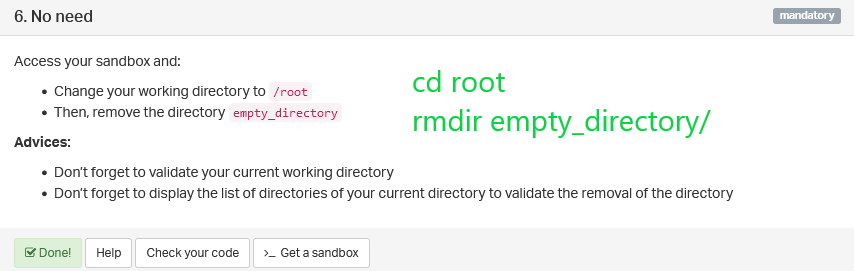 6. No need
mandatory
Access your sandbox and:
• Change your working directory to /root
• Then, remove the directory empty_directory
cd root
rmdir empty_directory/
Advices:
• Don't forget to validate your current working directory
• Don't forget to display the list of directories of your current directory to validate the removal of the directory
Done!
Help
Check your code
>_ Get a sandbox